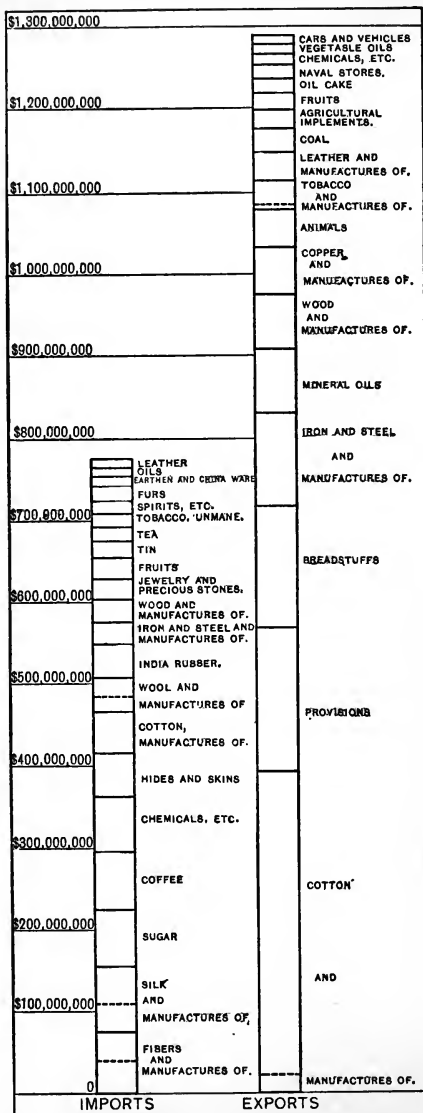 $1,300,000,000
$1,200,000,000
$1,100,000,000
$1,000,000,000
$900,000,000
$800,000,000
$700,000,000
$600,000,000
$500,000,000
$400,000,000
$300,000,000
$200,000,000
$100,000,000
0
LEATHER
OILS
EARTHEN AND CHINA WARE
FURS
SPIRITS, ETC.
TOBACCO, UNMANF.
TEA
TIN
FRUITS
JEWELRY AND
PRECIOUS STONES.
WOOD AND
MANUFACTURES OF.
IRON AND STEEL AND
MANUFACTURES OF.
INDIA RUBBER.
WOOL AND
MANUFACTURES OF
COTTON,
MANUFACTURES OF.
HIDES AND SKINS
CHEMICALS, ETC.
COFFEE
SUGAR
SILK
AND
MANUFACTURES OF.
FIBERS
AND
MANUFACTURES OF.
IMPORTS
CARS AND VEHICLES
VEGETABLE OILS
CHEMICALS, ETC.
NAVAL STORES.
OIL CAKE
FRUITS
AGRICULTURAL
IMPLEMENTS.
COAL
LEATHER AND
MANUFACTURES OF.
TOBACCO
AND
MANUFACTURES OF.
ANIMALS
COPPER
AND
MANUFACTURES OF.
WOOD
AND
MANUFACTURES OF.
MINERAL OILS
IRON AND STEEL
AND
MANUFACTURES OF.
BREADSTUFFS
PROVISIONS
COTTON
AND
MANUFACTURES OF.
EXPORTS